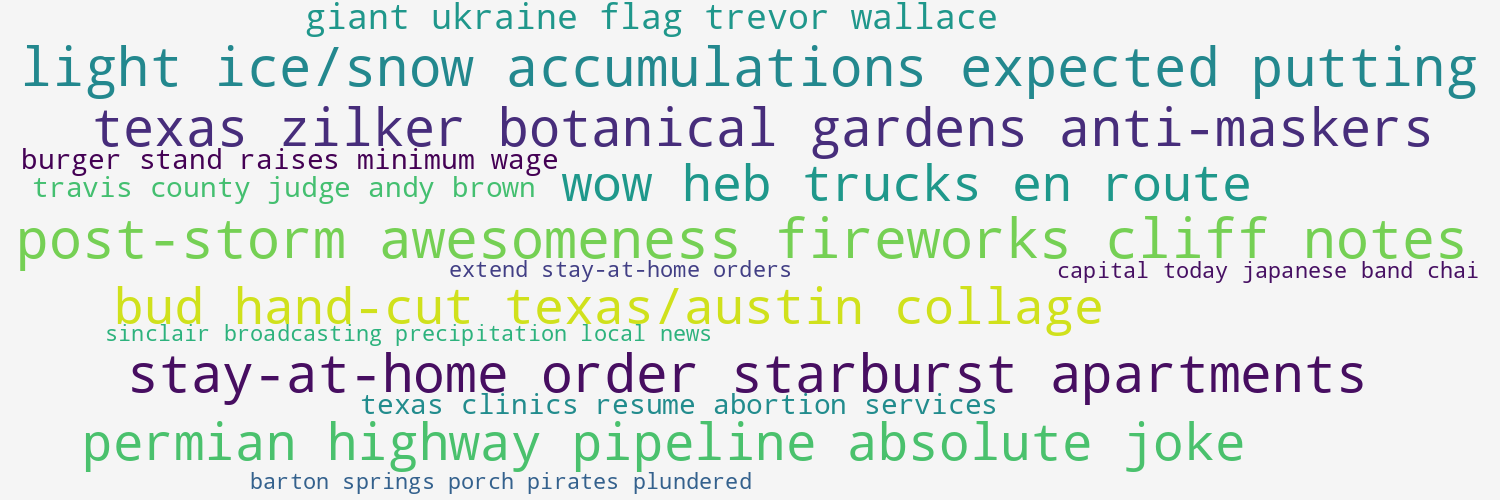 giant ukraine flag trevor wallace
light ice/snow accumulations expected putting
texas zilker botanical gardens anti-maskers
burger stand raises minimum wage
travis county judge andy brown
wow heb trucks en route
post-storm awesomeness fireworks cliff notes
extend stay-at-home orders
capital today japanese band chai
bud hand-cut texas/austin collage
sinclair broadcasting precipitation local news
stay-at-home order starburst apartments
texas clinics resume abortion services
permian highway pipeline absolute joke
barton springs porch pirates plundered